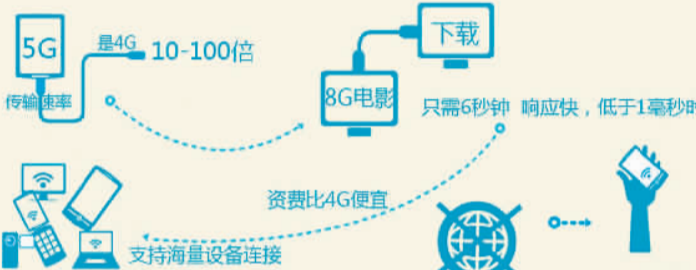 5G
是4G
10-100倍
传输速率
下载
8G电影
只需6秒钟 响应快，低于1毫秒时
资费比4G便宜
支持海量设备连接